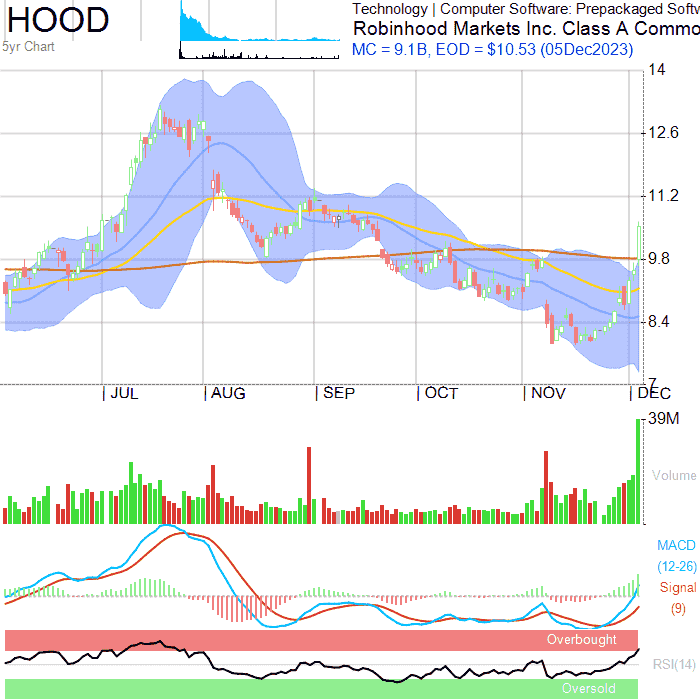 HOOD
5yr Chart
Technology | Computer Software: Prepackaged Softw
Robinhood Markets Inc. Class A Commo
MC = 9.1B, EOD = $10.53 (05Dec2023)
14
12.6
11.2
9.8
8.4
7
JUL
AUG
SEP
OCT
NOV
DEC
39M
Volume
MACD
(12-26)
Signal
(9)
Overbought
RSI(14)
Oversold